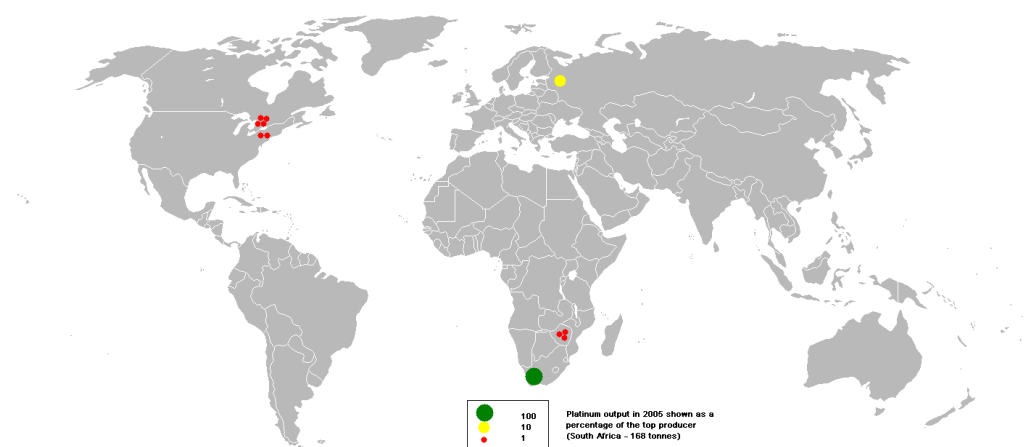 100
10
1
Platinum output in 2005 shown as a
percentage of the top producer
(South Africa - 168 tonnes)